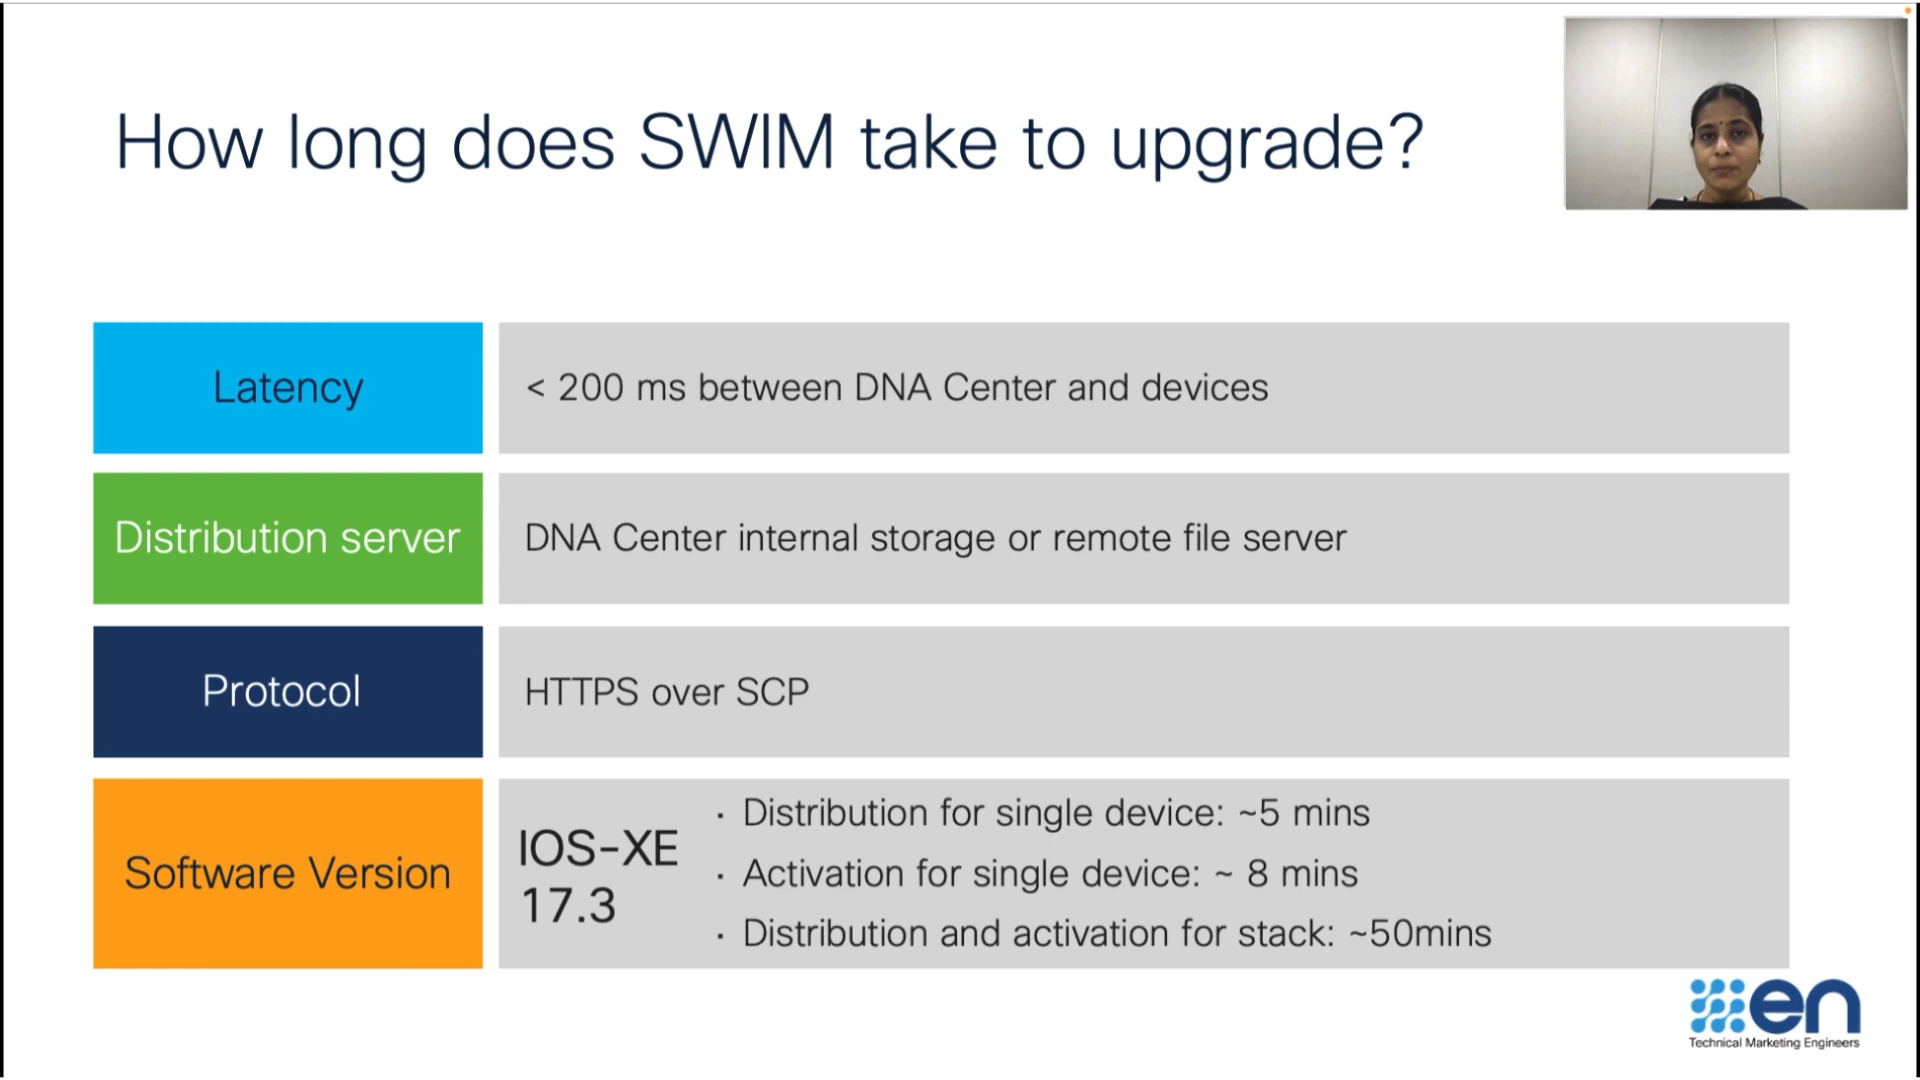 How long does SWIM take to upgrade?
Latency
< 200 ms between DNA Center and devices
Distribution server
DNA Center internal storage or remote file server
Protocol
HTTPS over SCP
Software Version
IOS-XE
17.3
· Distribution for single device: ~5 mins
· Activation for single device: ~ 8 mins
· Distribution and activation for stack: ~50mins
en
Technical Marketing Engineers